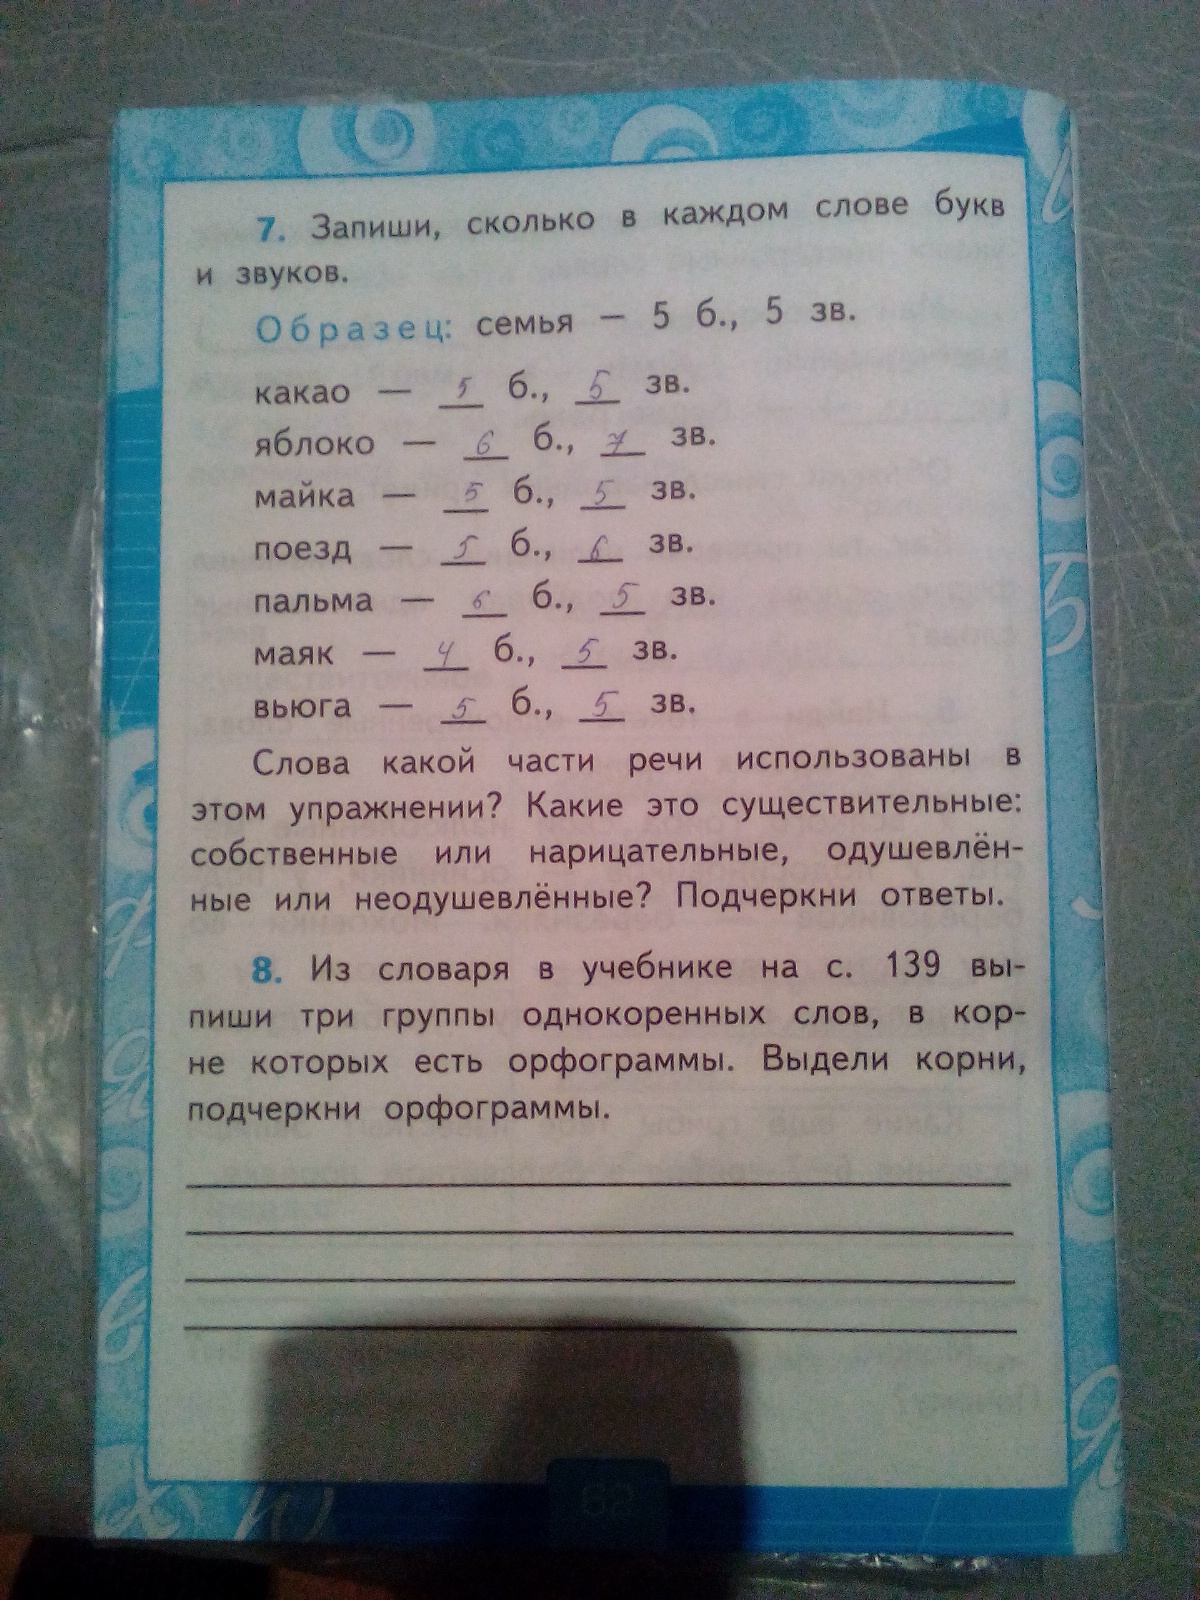 7. Запиши, сколько в каждом слове букв
и звуков.
Образец: семья — 5 б., 5 зв.
какао — 5 б., 5 зв.
яблоко — 6 б., 7 зв.
майка — 5 б., 5 зв.
поезд — 5 б., 6 зв.
пальма — 6 б., 5 зв.
маяк — 4 б., 5 зв.
вьюга — 5 б., 5 зв.
Слова какой части речи использованы в
этом упражнении? Какие это существительные:
собственные или нарицательные, одушевлён-
ные или неодушевлённые? Подчеркни ответы.
8. Из словаря в учебнике на с. 139 вы-
пиши три группы однокоренных слов, в кор-
не которых есть орфограммы. Выдели корни,
подчеркни орфограммы.
62